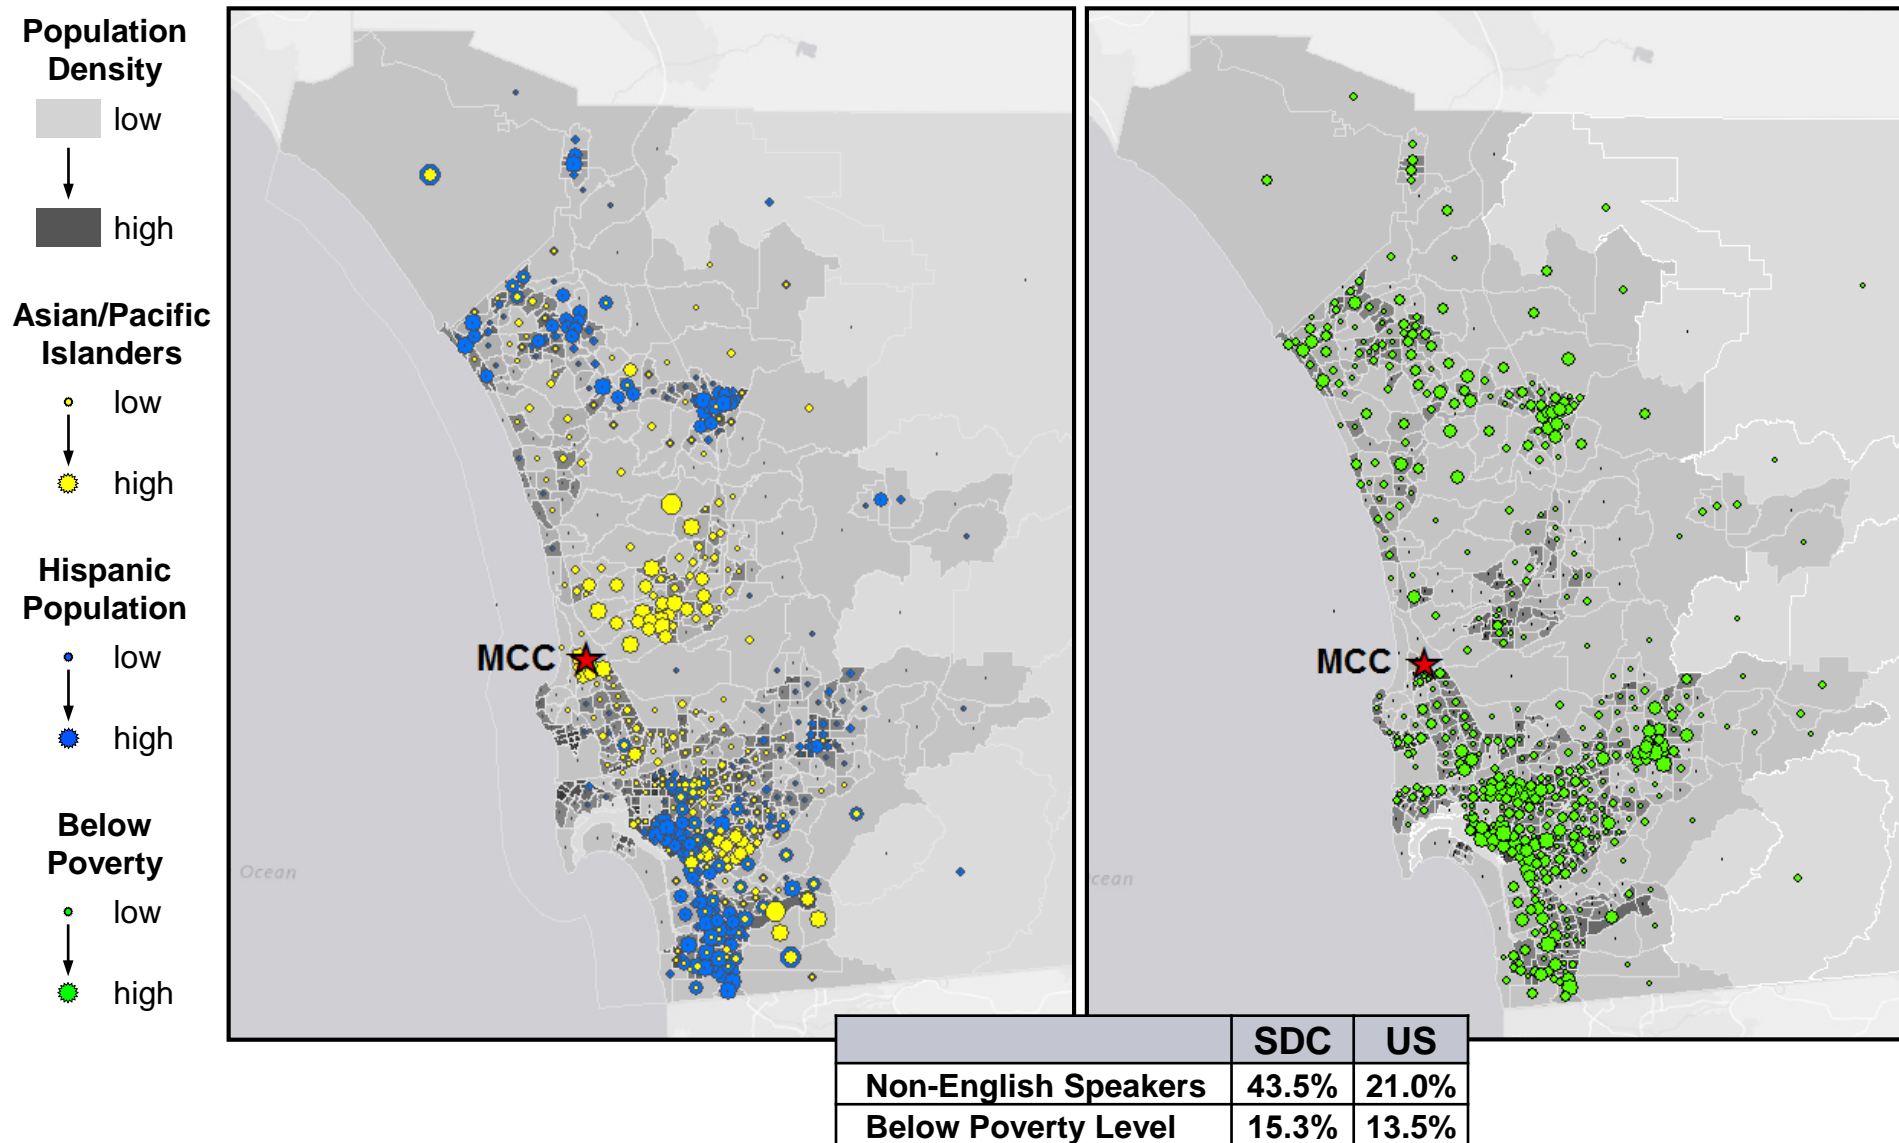 Population
Density
low
high
Asian/Pacific
Islanders
low
high
Hispanic
Population
low
high
Below
Poverty
low
high
MCC
Ocean
MCC
cean
SDC US
Non-English Speakers 43.5% 21.0%
Below Poverty Level 15.3% 13.5%